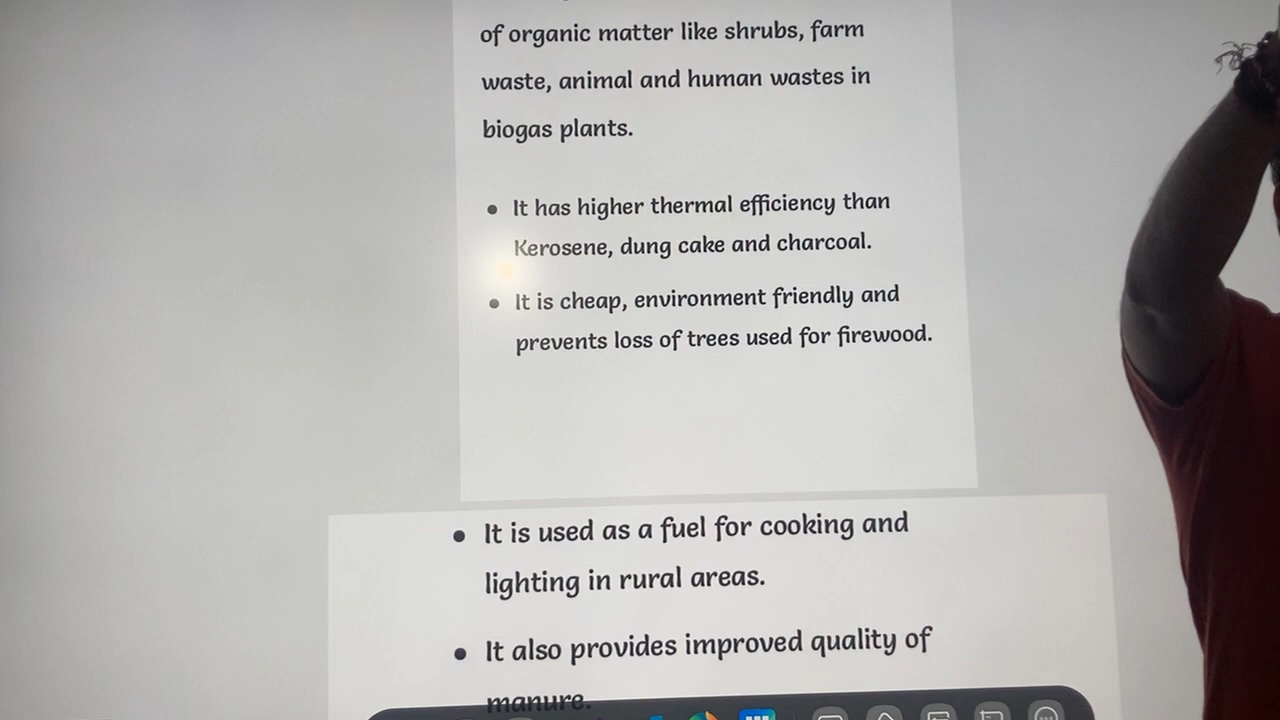 of organic matter like shrubs, farm
waste, animal and human wastes in
biogas plants.
• It has higher thermal efficiency than
Kerosene, dung cake and charcoal.
• It is cheap, environment friendly and
prevents loss of trees used for firewood.
• It is used as a fuel for cooking and
lighting in rural areas.
• It also provides improved quality of
manure.